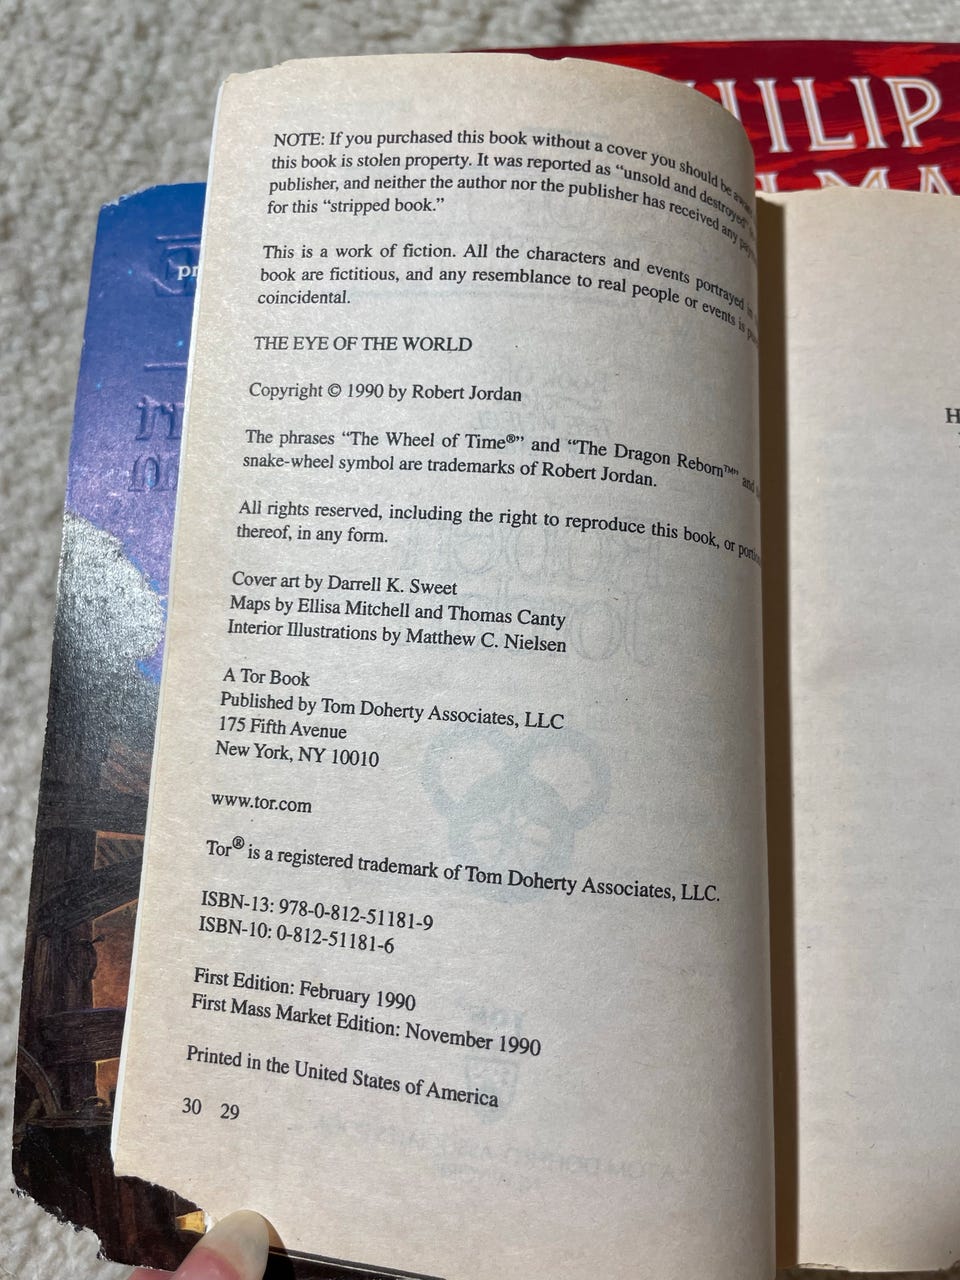 HILIP
NOTE: If you purchased this book without a cover you should be aware
this book is stolen property. It was reported as "unsold and destroyed"
publisher, and neither the author nor the publisher has received any
for this "stripped book."
This is a work of fiction. All the characters and events portrayed in
book are fictitious, and any resemblance to real people or events is
coincidental.
THE EYE OF THE WORLD
Copyright © 1990 by Robert Jordan
The phrases "The Wheel of Time®" and "The Dragon Reborn™" and
snake-wheel symbol are trademarks of Robert Jordan.
All rights reserved, including the right to reproduce this book, or
thereof, in any form.
Cover art by Darrell K. Sweet
Maps by Ellisa Mitchell and Thomas Canty
Interior Illustrations by Matthew C. Nielsen
A Tor Book
Published by Tom Doherty Associates, LLC
175 Fifth Avenue
New York, NY 10010
www.tor.com
Tor® is a registered trademark of Tom Doherty Associates, LLC.
ISBN-13: 978-0-812-51181-9
ISBN-10: 0-812-51181-6
First Edition: February 1990
First Mass Market Edition: November 1990
Printed in the United States of America
30 29